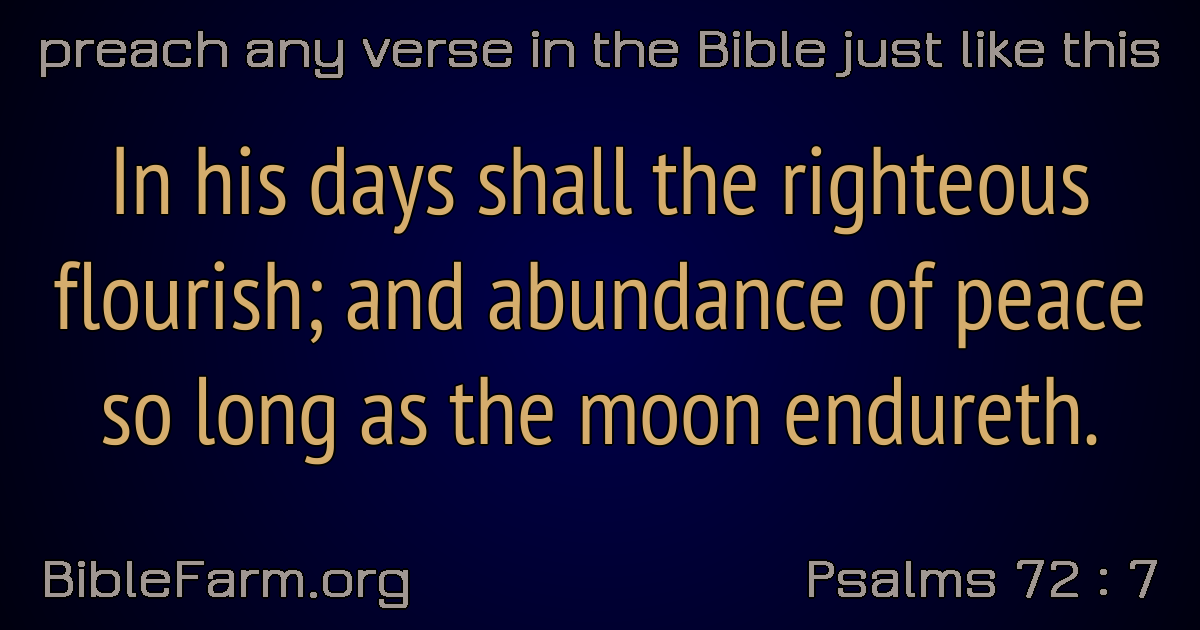 preach any verse in the Bible just like this
In his days shall the righteous
flourish; and abundance of peace
so long as the moon endureth.
BibleFarm.org
Psalms 72 : 7